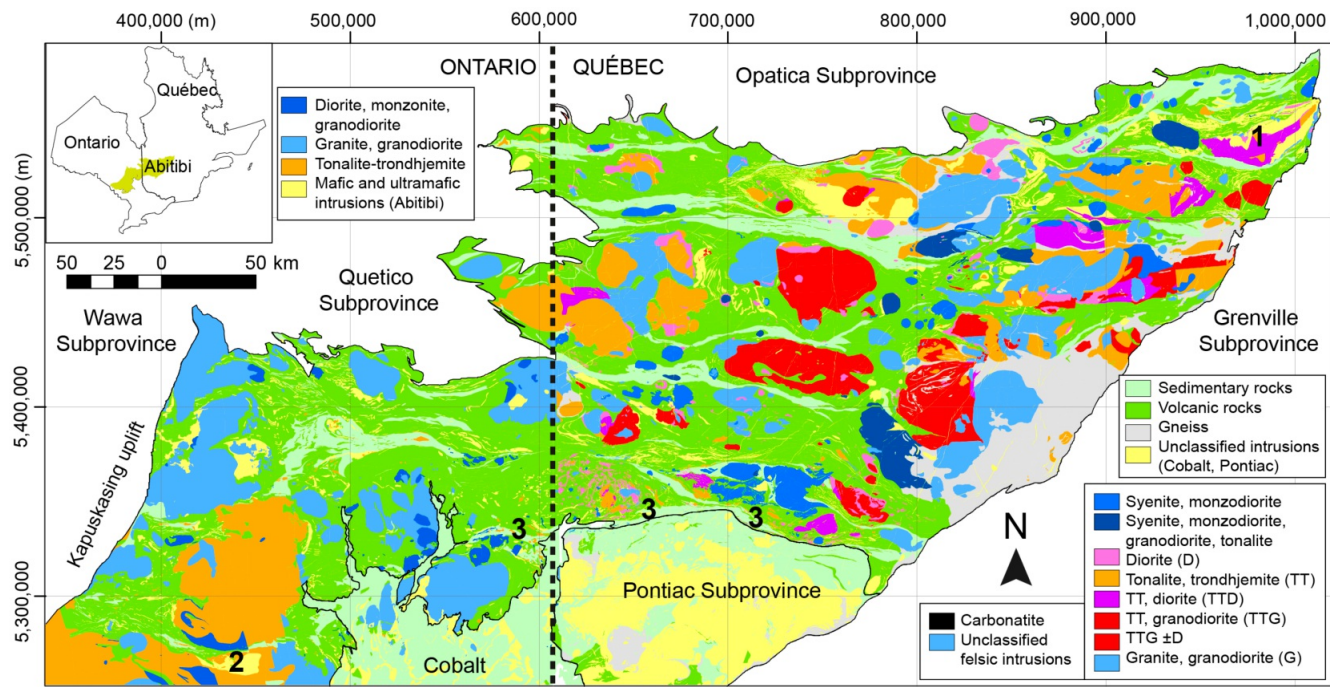 400,000 (m)
500,000
600,000
700,000
800,000
900,000
1,000,000
5,500,000 (m)
5,400,000
5,300,000
Québec
Ontario
Abitibi
Diorite, monzonite,
granodiorite
Granite, granodiorite
Tonalite-trondhjemite
Mafic and ultramafic
intrusions (Abitibi)
ONTARIO
QUÉBEC
Opatica Subprovince
1
50 25 0 50 km
Quetico
Subprovince
Wawa
Subprovince
Grenville
Subprovince
Kapuskasing uplift
Sedimentary rocks
Volcanic rocks
Gneiss
Unclassified intrusions
(Cobalt, Pontiac)
3
3
3
N
Pontiac Subprovince
Cobalt
2
Carbonatite
Unclassified
felsic intrusions
Syenite, monzodiorite
Syenite, monzodiorite,
granodiorite, tonalite
Diorite (D)
Tonalite, trondhjemite (TT)
TT, diorite (TTD)
TT, granodiorite (TTG)
TTG ±D
Granite, granodiorite (G)